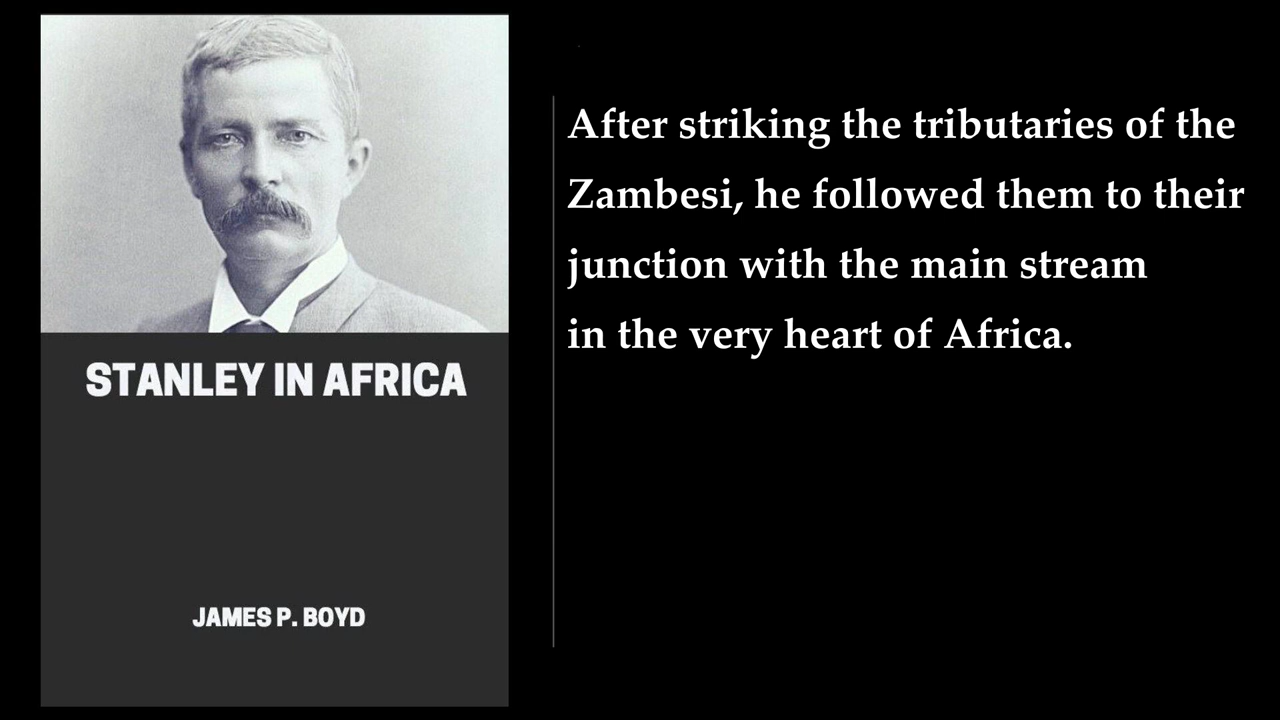 STANLEY IN AFRICA
JAMES P. BOYD
After striking the tributaries of the
Zambesi, he followed them to their
junction with the main stream
in the very heart of Africa.